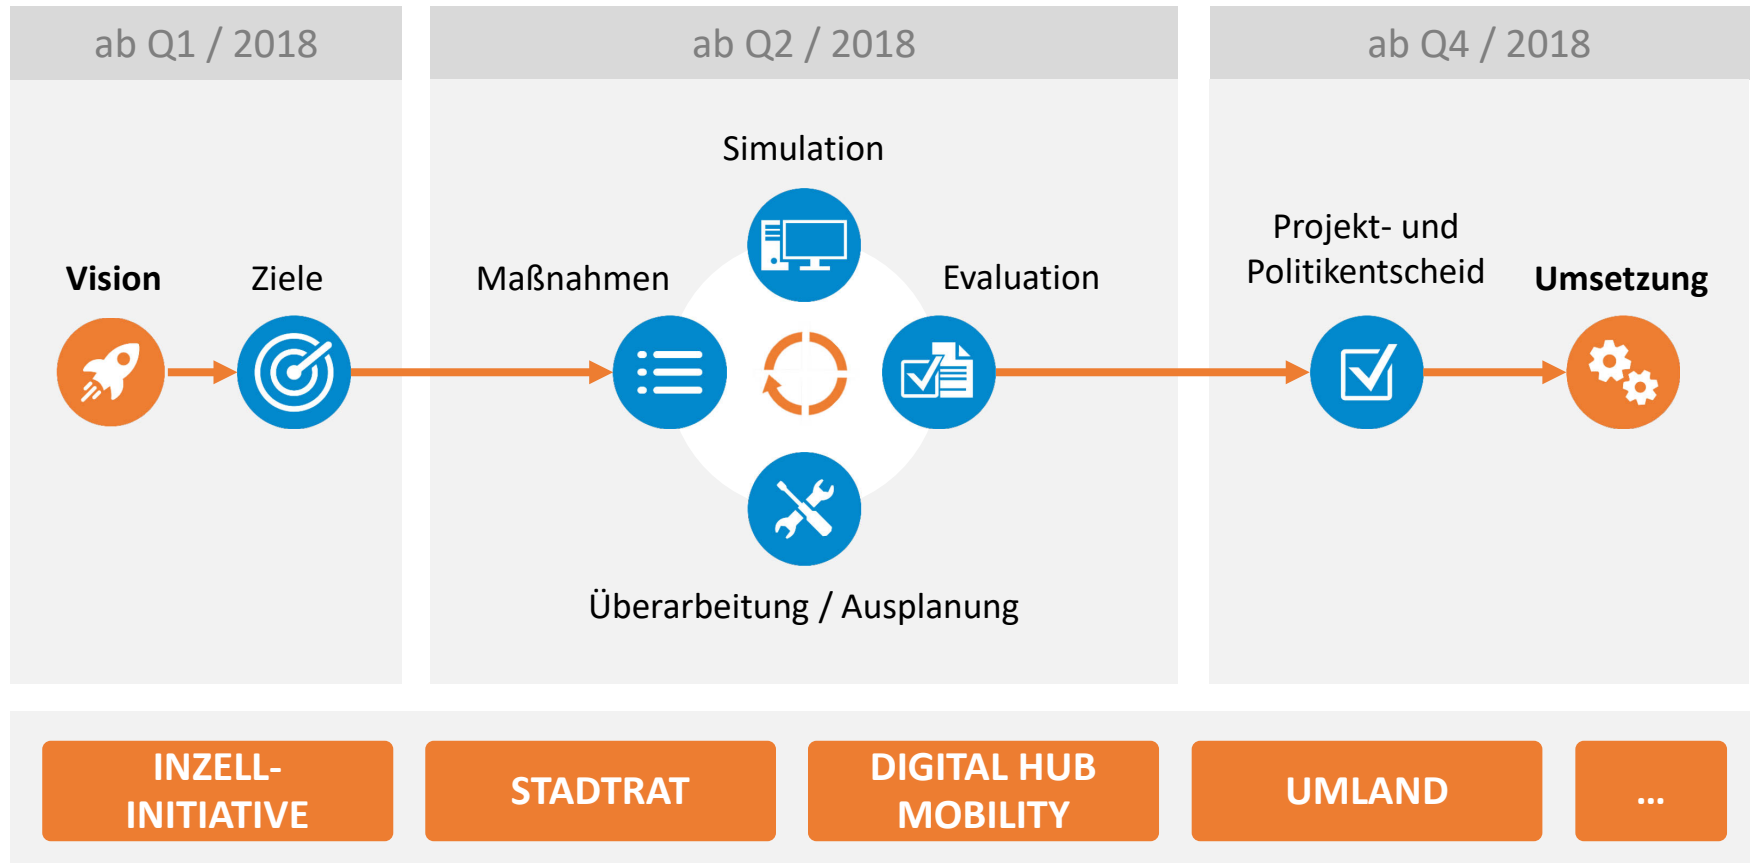 ab Q1 / 2018
ab Q2 / 2018
ab Q4 / 2018
Vision
Ziele
Maßnahmen
Simulation
Evaluation
Überarbeitung / Ausplanung
Projekt- und
Politikentscheid
Umsetzung
INZELL-
INITIATIVE
STADTRAT
DIGITAL HUB
MOBILITY
UMLAND
...